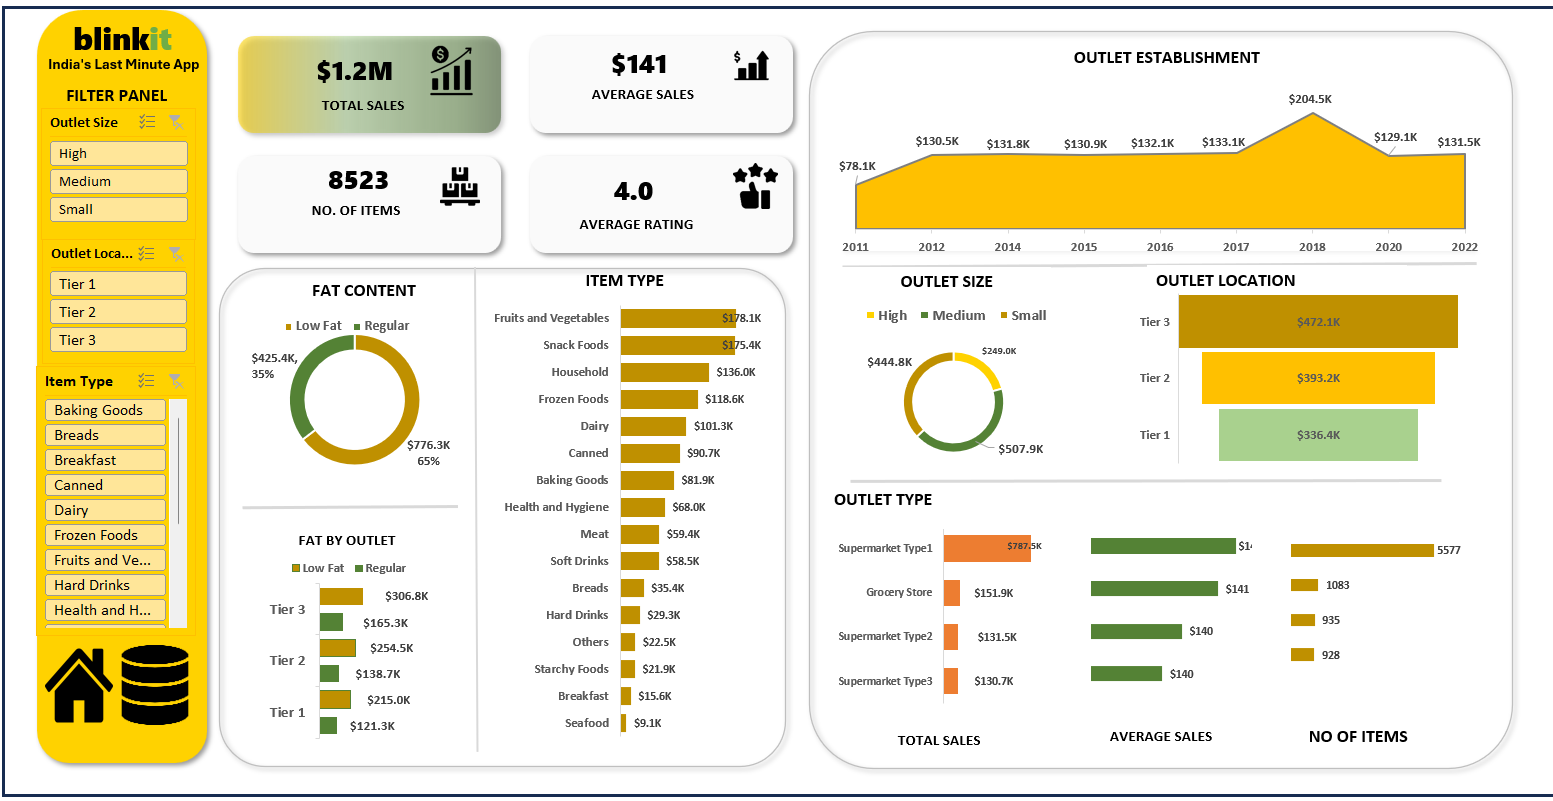 blinkit
India's Last Minute App
FILTER PANEL
Outlet Size
High
Medium
Small
Outlet Loca...
Tier 1
Tier 2
Tier 3
Item Type
Baking Goods
Breads
Breakfast
Canned
Dairy
Frozen Foods
Fruits and Ve...
Hard Drinks
Health and H...
$1.2M
TOTAL SALES
$
$141
AVERAGE SALES
$
8523
NO. OF ITEMS
4.0
AVERAGE RATING
FAT CONTENT
Low Fat Regular
$425.4K,
35%
$776.3K
65%
FAT BY OUTLET
Low Fat Regular
Tier 3
$306.8K
$165.3K
Tier 2
$254.5K
$138.7K
Tier 1
$215.0K
$121.3K
ITEM TYPE
Fruits and Vegetables $178.1K
Snack Foods $175.4K
Household $136.0K
Frozen Foods $118.6K
Dairy $101.3K
Canned $90.7K
Baking Goods $81.9K
Health and Hygiene $68.0K
Meat $59.4K
Soft Drinks $58.5K
Breads $35.4K
Hard Drinks $29.3K
Others $22.5K
Starchy Foods $21.9K
Breakfast $15.6K
Seafood $9.1K
OUTLET ESTABLISHMENT
$78.1K $130.5K $131.8K $130.9K $132.1K $133.1K $204.5K $129.1K $131.5K
2011 2012 2014 2015 2016 2017 2018 2020 2022
OUTLET SIZE
High Medium Small
$249.0K
$444.8K
$507.9K
OUTLET LOCATION
Tier 3 $472.1K
Tier 2 $393.2K
Tier 1 $336.4K
OUTLET TYPE
Supermarket Type1 $787.5K
Grocery Store $151.9K
Supermarket Type2 $131.5K
Supermarket Type3 $130.7K
TOTAL SALES
$141
$140
$140
AVERAGE SALES
5577
1083
935
928
NO OF ITEMS